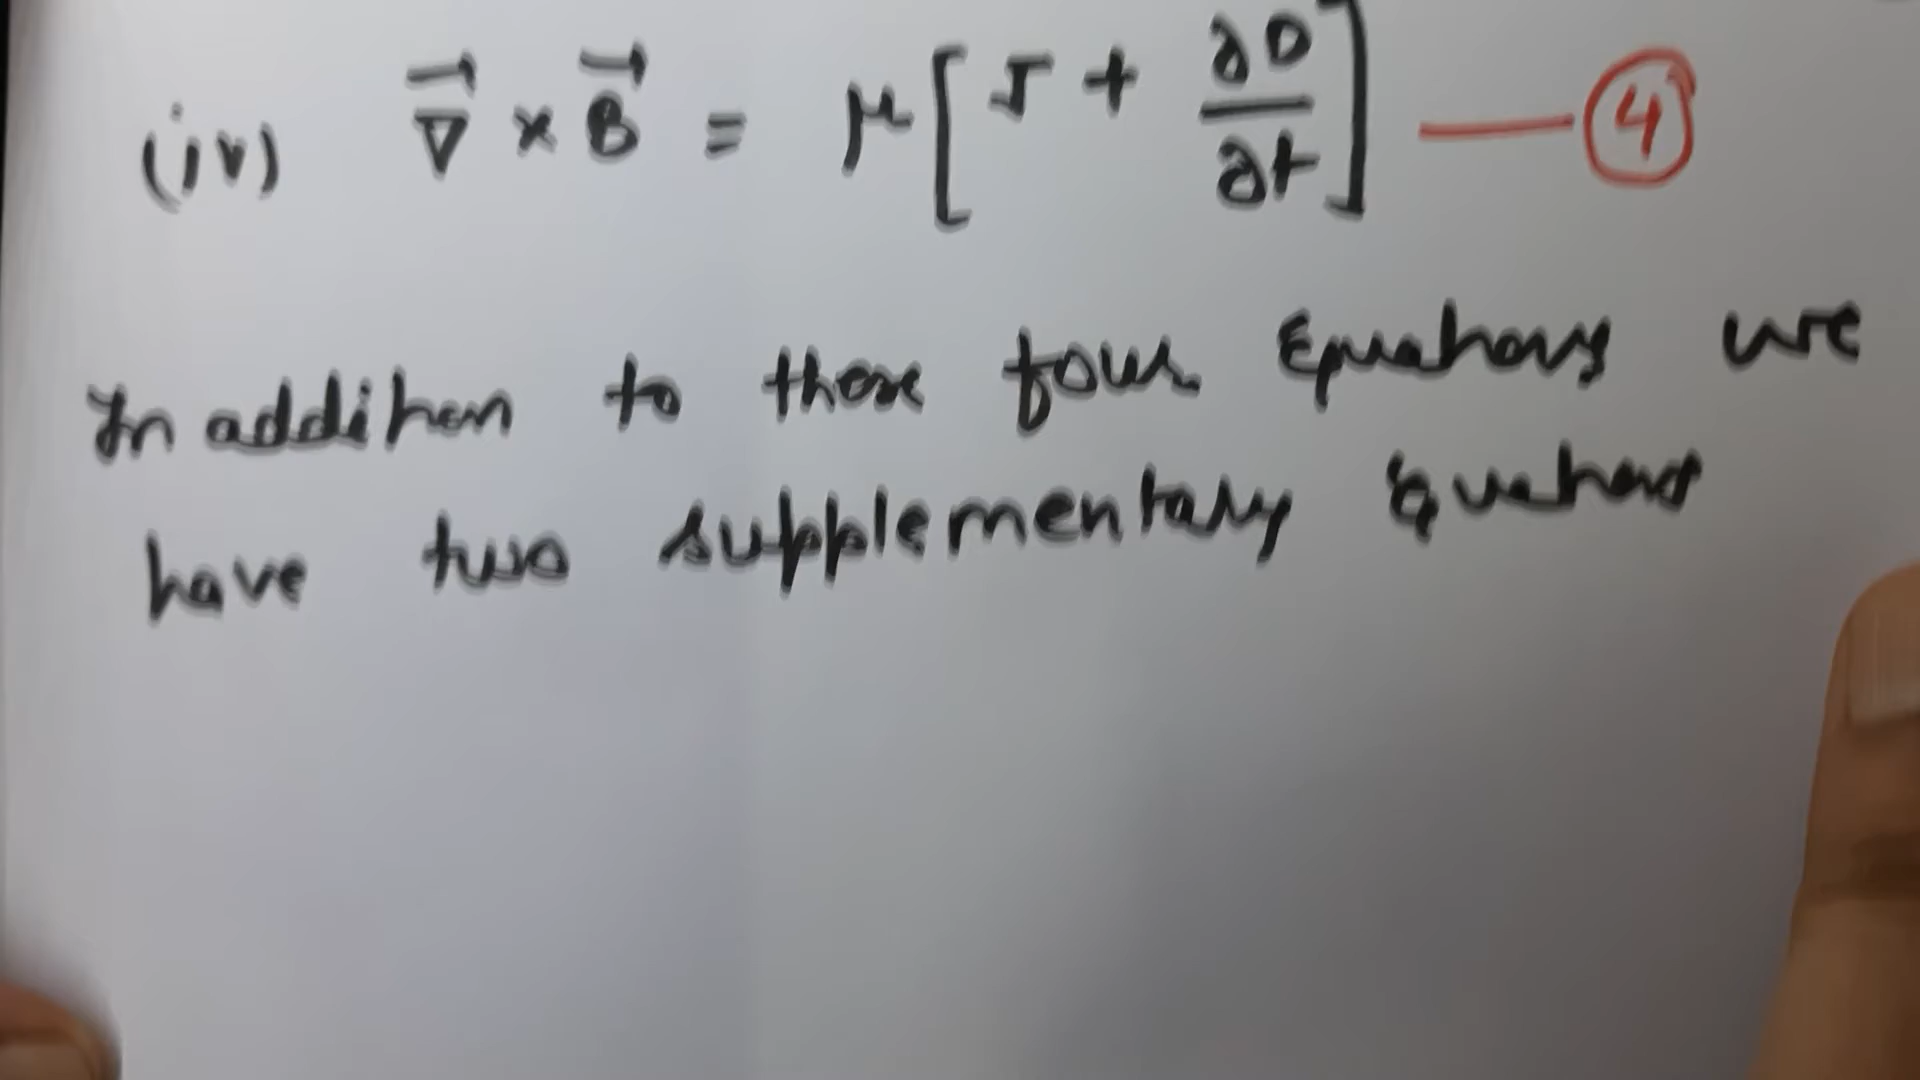 (iv) ∇⃗ × B⃗ = μ[J + ∂D/∂t] — 4
In addition to these four Equations we
have two supplementary Equations